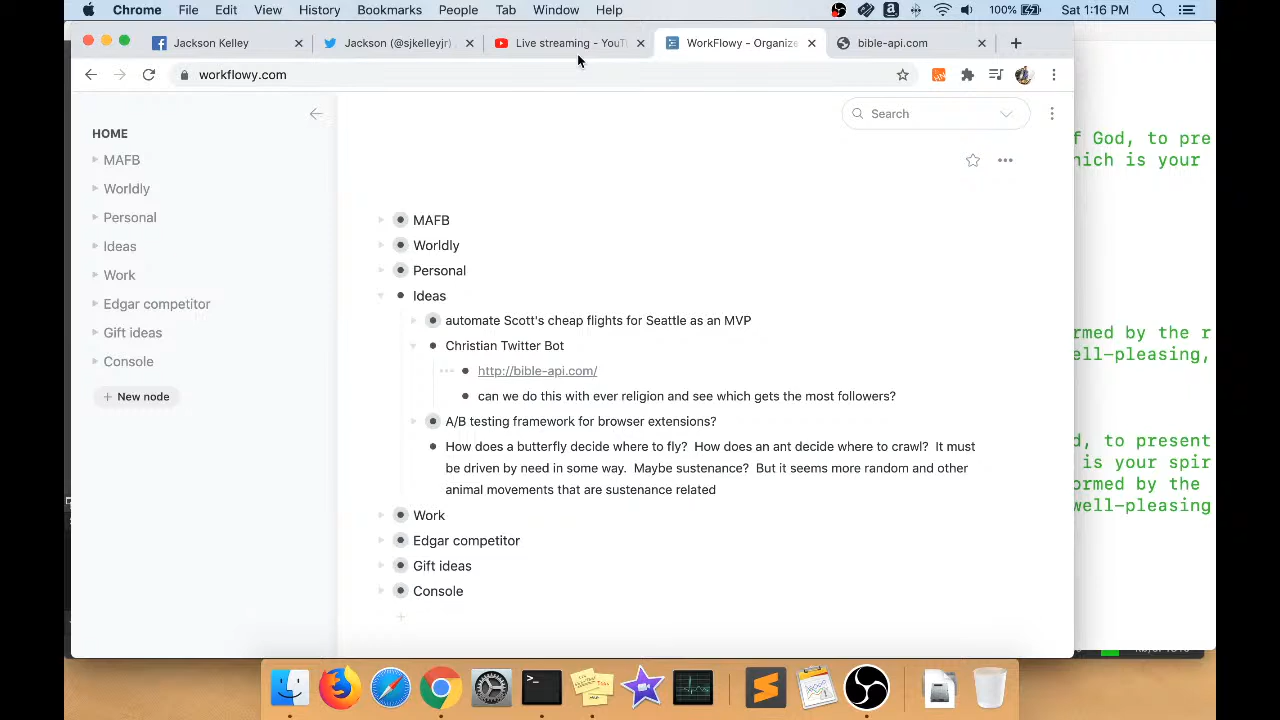 Chrome File Edit View History Bookmarks People Tab Window Help 100% Sat 1:16 PM
Jackson Kelley Jackson (@sjkelleyjr) Live streaming - YouT WorkFlowy - Organize bible-api.com
workflowy.com
Search
HOME
MAFB
Worldly
Personal
Ideas
Work
Edgar competitor
Gift ideas
Console
+ New node
MAFB
Worldly
Personal
Ideas
automate Scott's cheap flights for Seattle as an MVP
Christian Twitter Bot
http://bible-api.com/
can we do this with ever religion and see which gets the most followers?
A/B testing framework for browser extensions?
How does a butterfly decide where to fly? How does an ant decide where to crawl? It must
be driven by need in some way. Maybe sustenance? But it seems more random and other
animal movements that are sustenance related
Work
Edgar competitor
Gift ideas
Console
f God, to pre
hich is your
rmed by the r
ell-pleasing,
d, to present
is your spir
ormed by the
well-pleasing